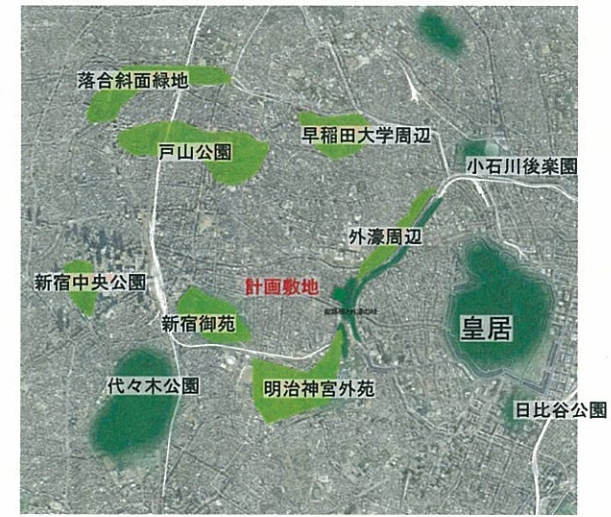 落合斜面緑地
戸山公園
早稲田大学周辺
小石川後楽園
外濠周辺
新宿中央公園
計画敷地
新宿御苑
皇居
代々木公園
明治神宮外苑
日比谷公園